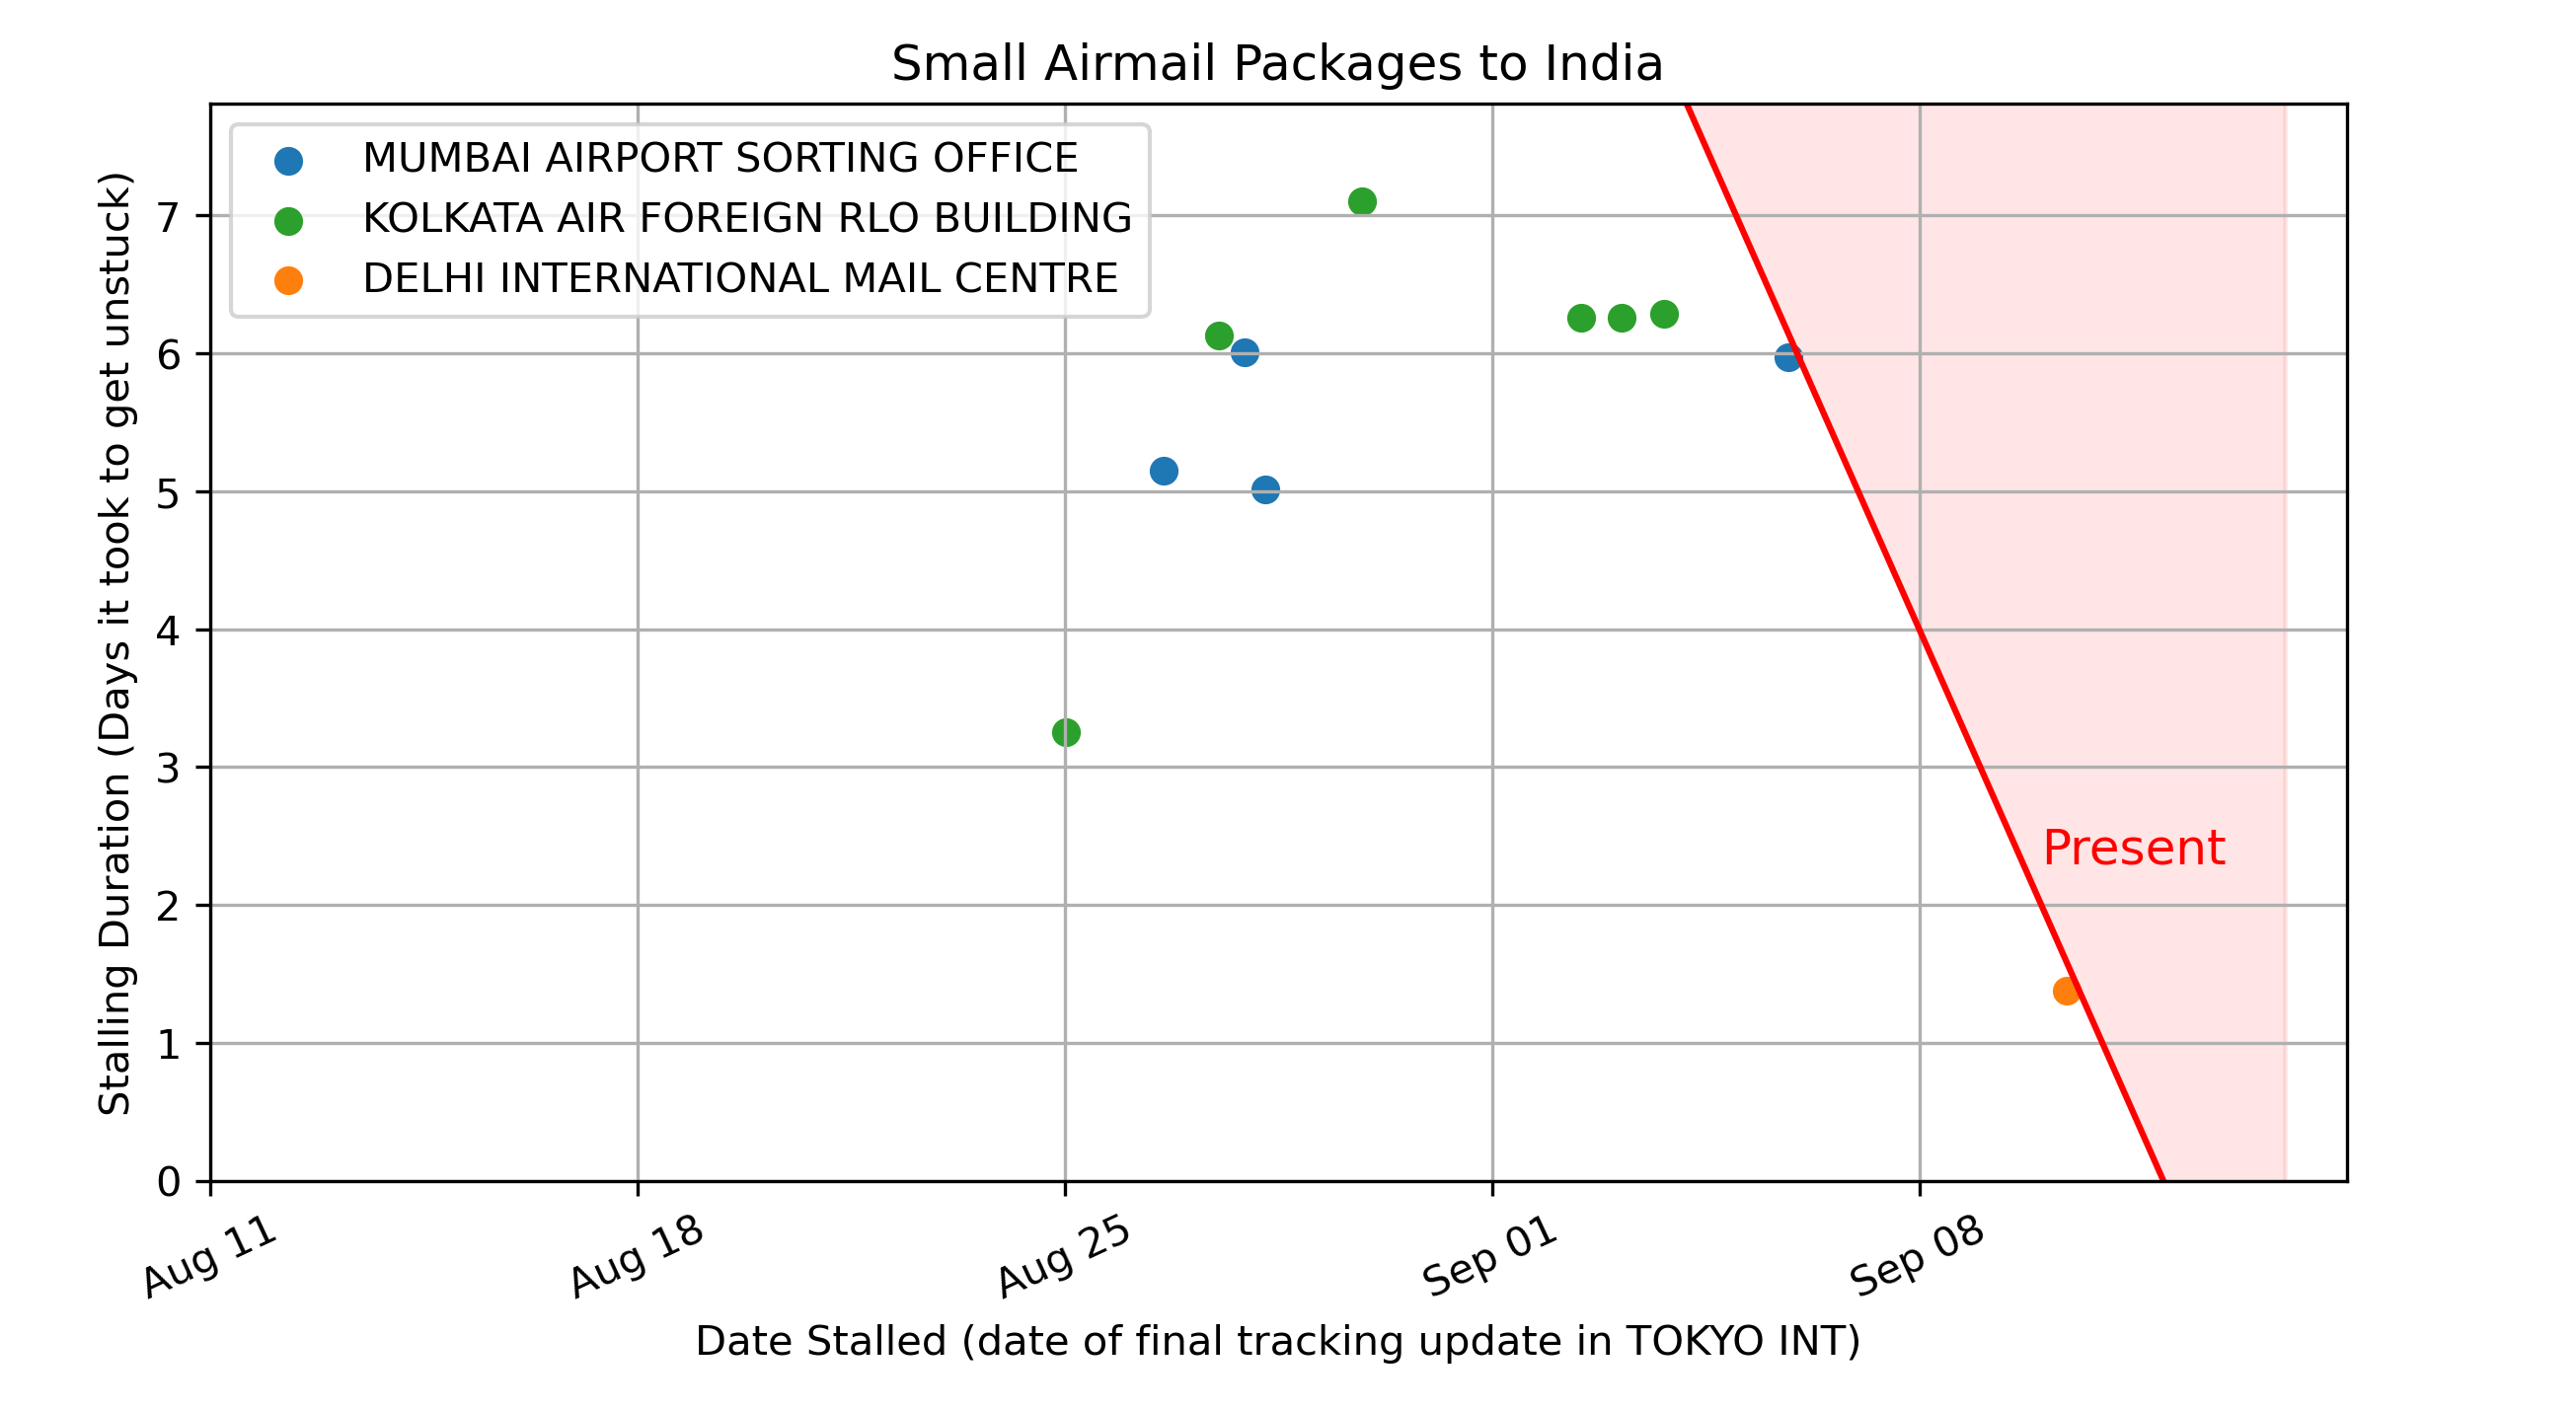 Small Airmail Packages to India
MUMBAI AIRPORT SORTING OFFICE
KOLKATA AIR FOREIGN RLO BUILDING
DELHI INTERNATIONAL MAIL CENTRE
Stalling Duration (Days it took to get unstuck)
7
6
5
4
3
2
1
0
Present
Aug 11
Aug 18
Aug 25
Sep 01
Sep 08
Date Stalled (date of final tracking update in TOKYO INT)